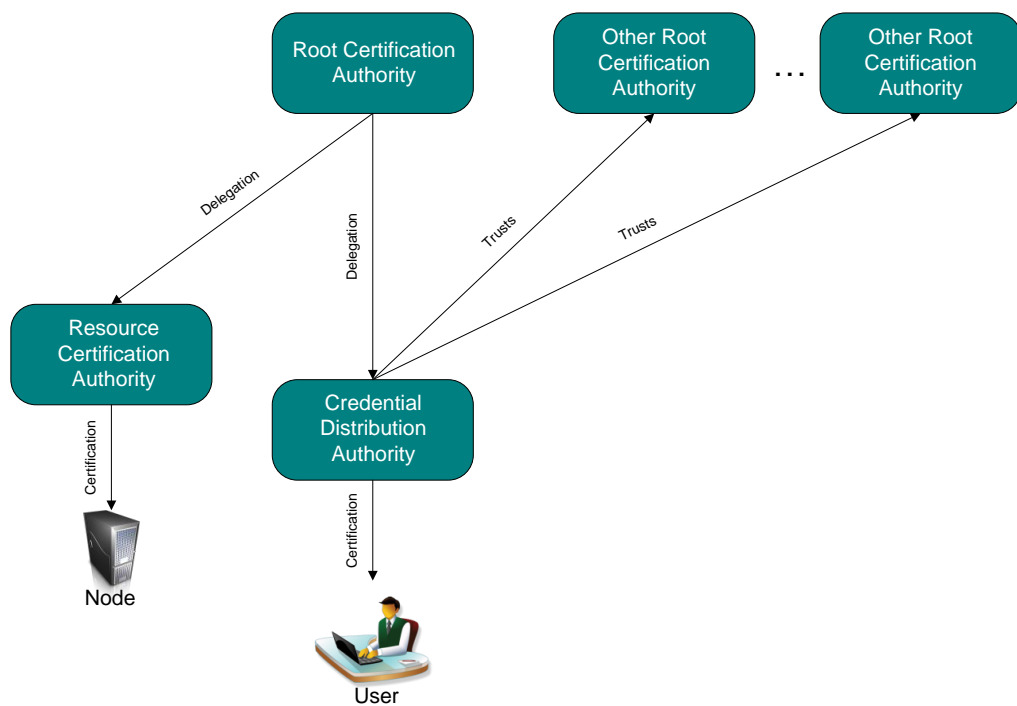 Root Certification
Authority
Other Root
Certification
Authority
...
Other Root
Certification
Authority
Delegation
Delegation
Trusts
Trusts
Resource
Certification
Authority
Credential
Distribution
Authority
Certification
Certification
Node
User